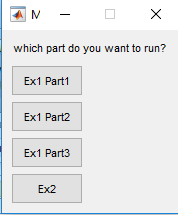 M
which part do you want to run?
Ex1 Part1
Ex1 Part2
Ex1 Part3
Ex2